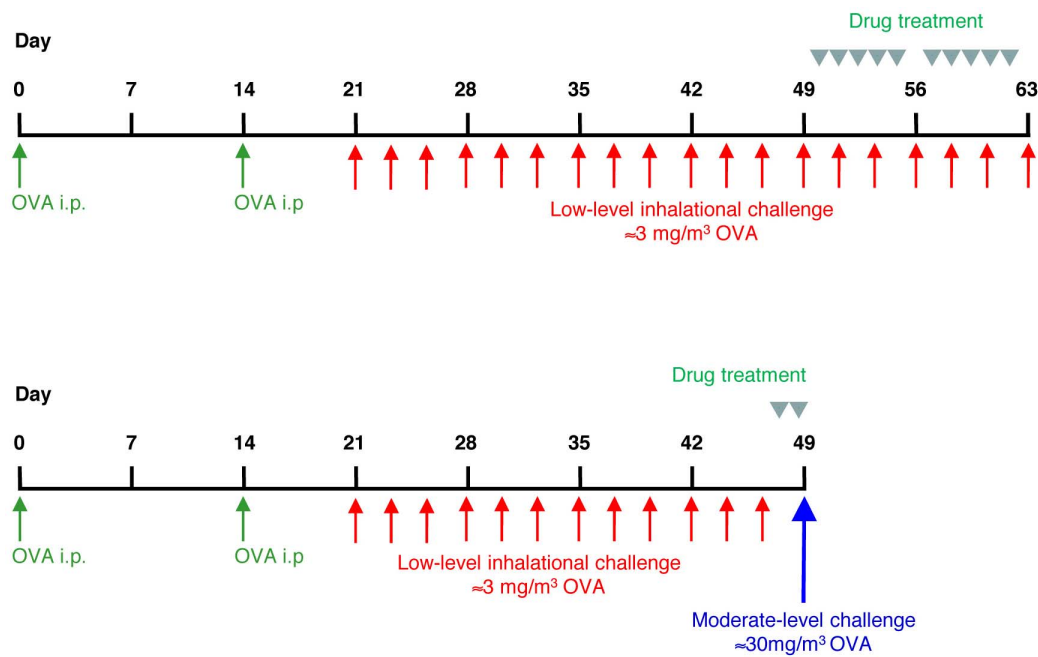 Drug treatment
Day
0 7 14 21 28 35 42 49 56 63
OVA i.p. OVA i.p
Low-level inhalational challenge
≈3 mg/m³ OVA
Drug treatment
Day
0 7 14 21 28 35 42 49
OVA i.p. OVA i.p
Low-level inhalational challenge
≈3 mg/m³ OVA
Moderate-level challenge
≈30mg/m³ OVA